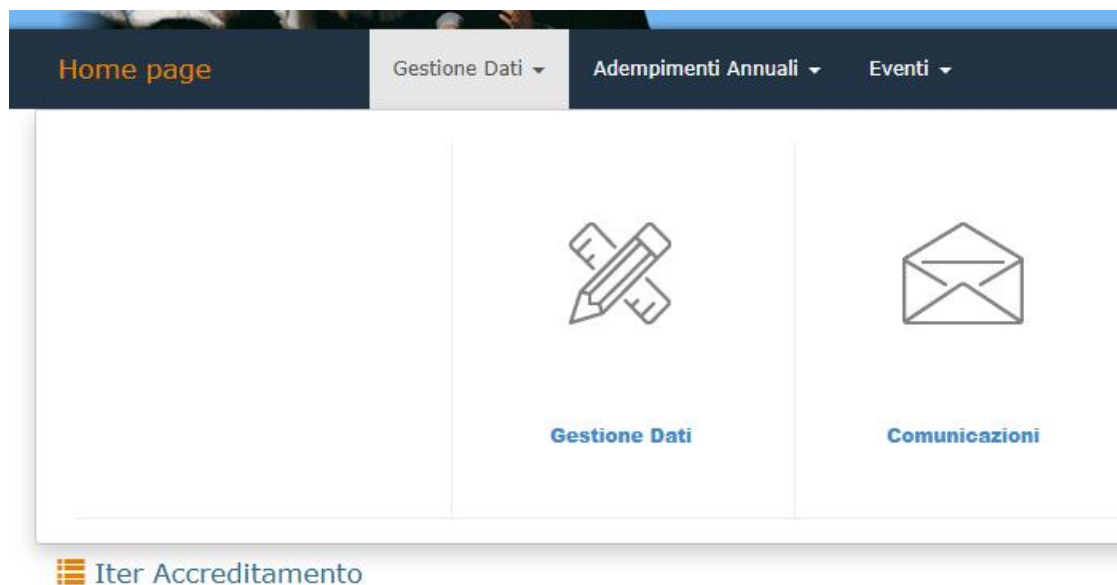 Home page
Gestione Dati
Adempimenti Annuali
Eventi
Gestione Dati
Comunicazioni
Iter Accreditamento